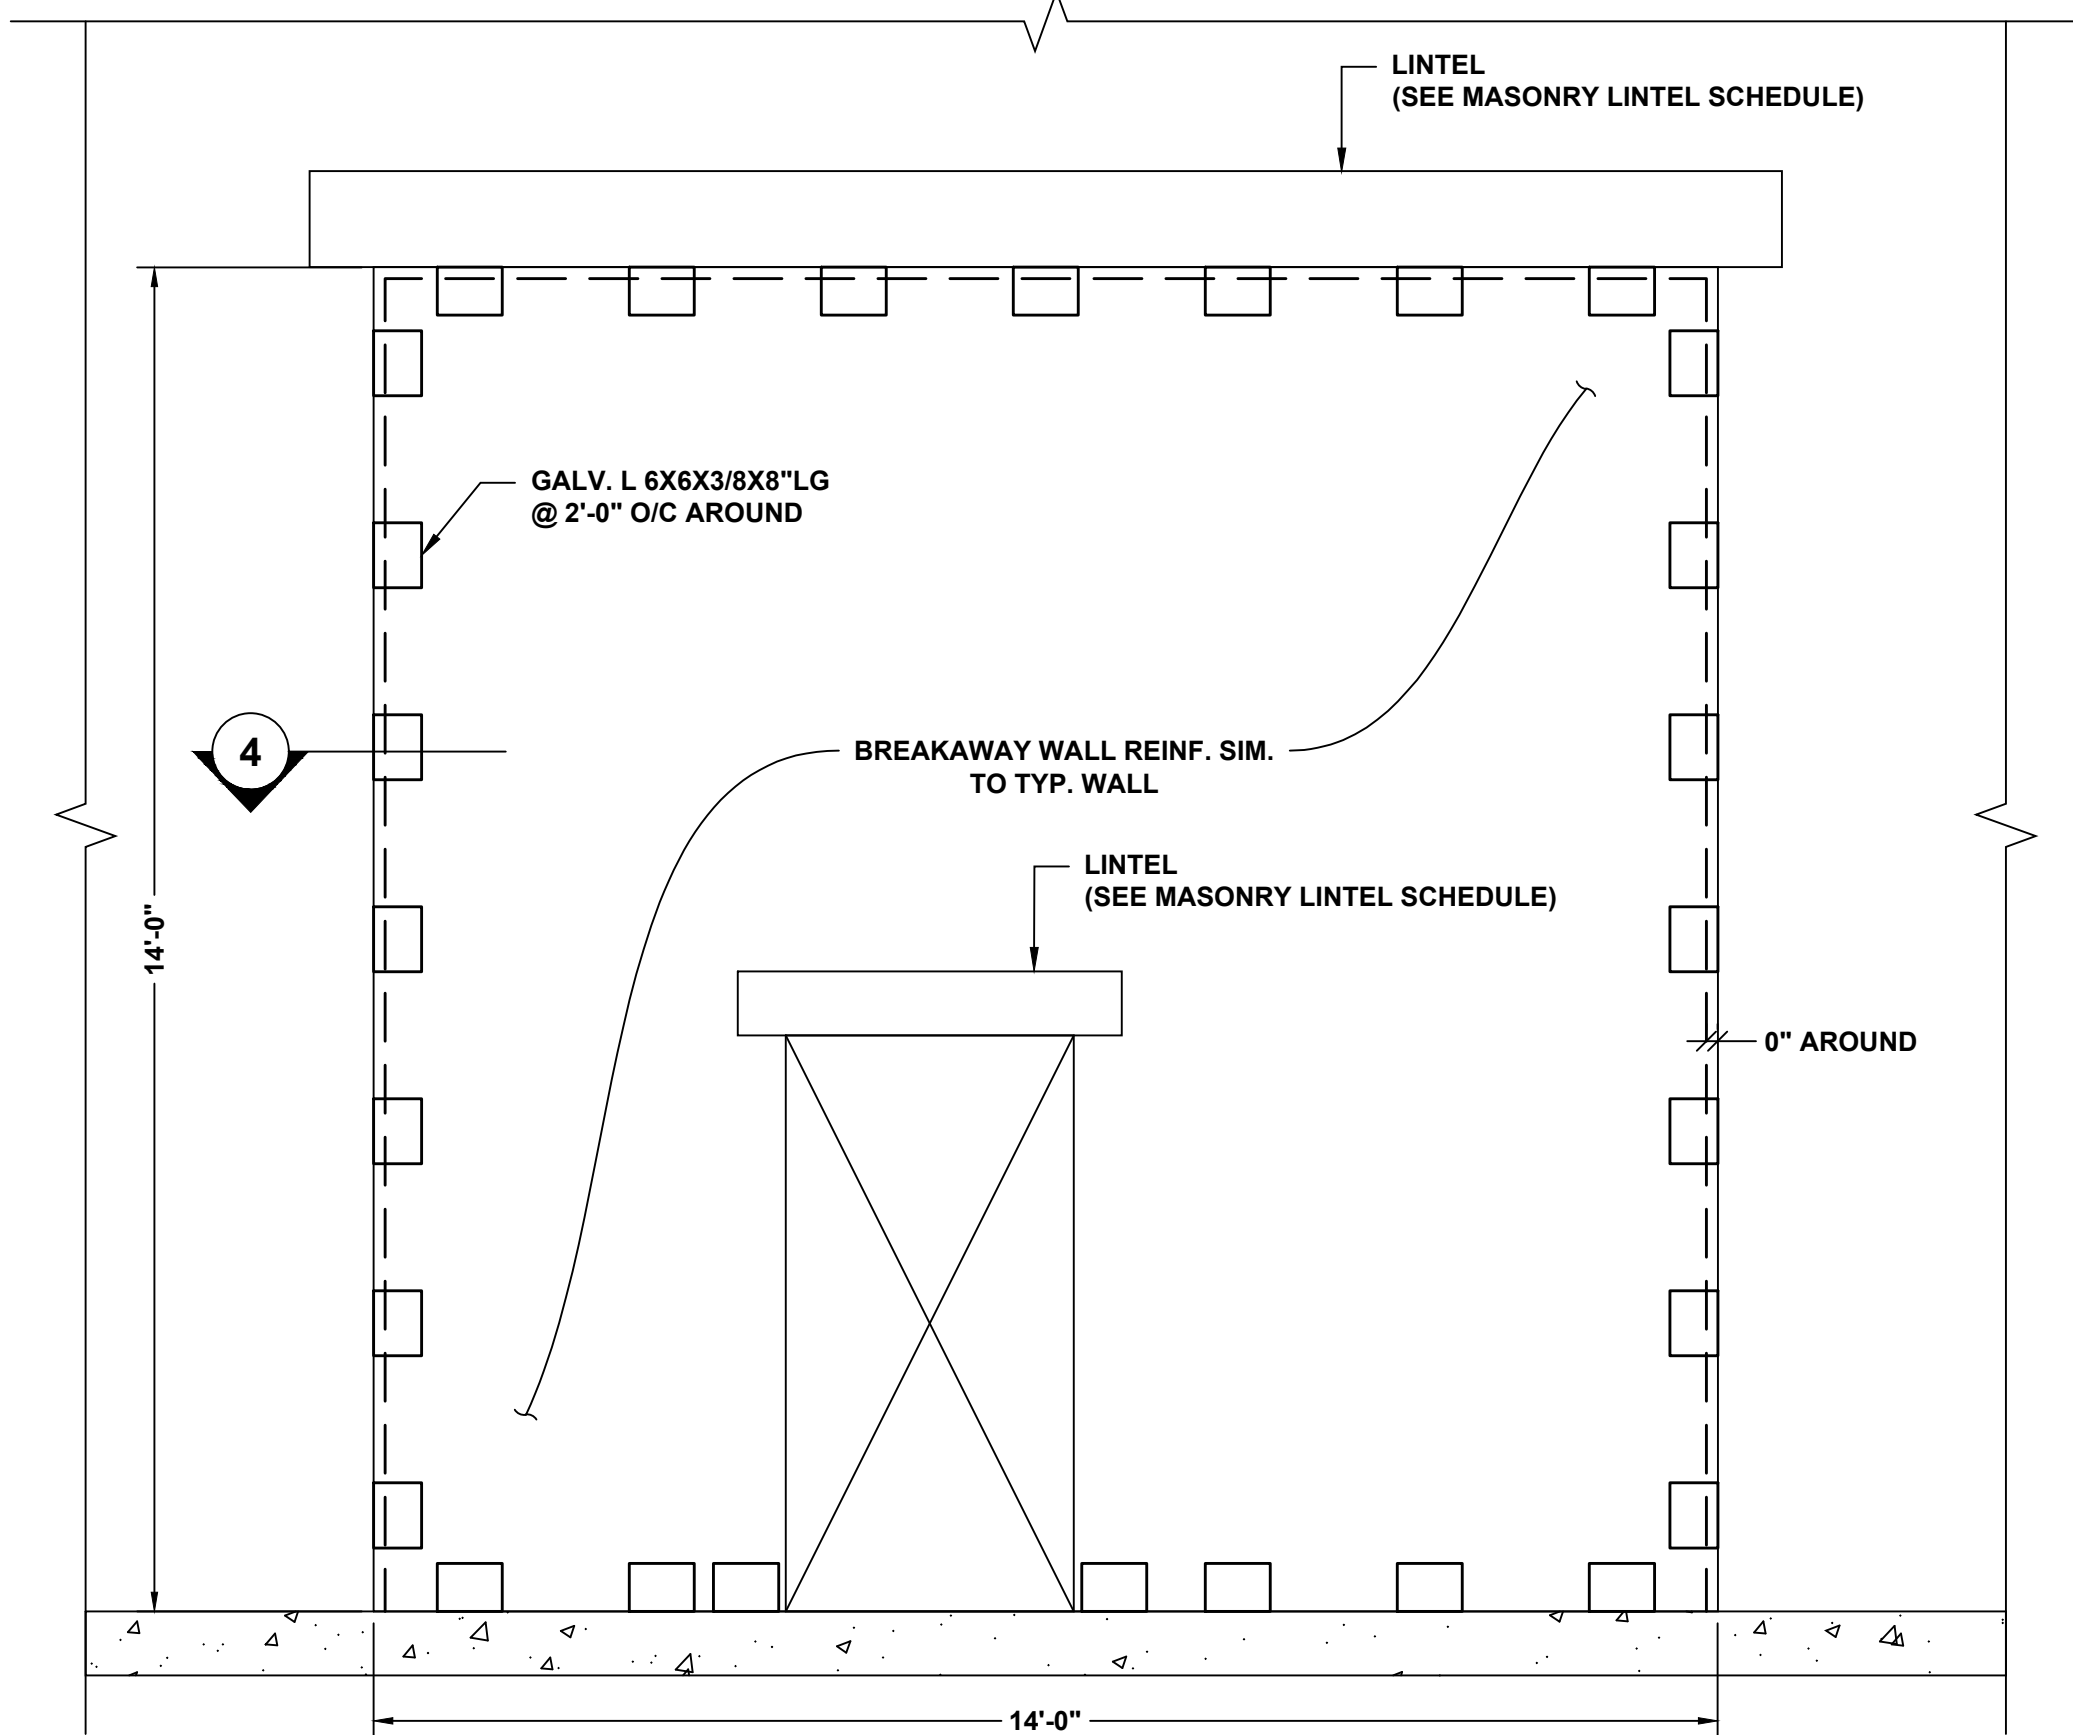 LINTEL
(SEE MASONRY LINTEL SCHEDULE)
GALV. L 6X6X3/8X8"LG
@ 2'-0" O/C AROUND
4
BREAKAWAY WALL REINF. SIM.
TO TYP. WALL
LINTEL
(SEE MASONRY LINTEL SCHEDULE)
14'-0"
0" AROUND
14'-0"